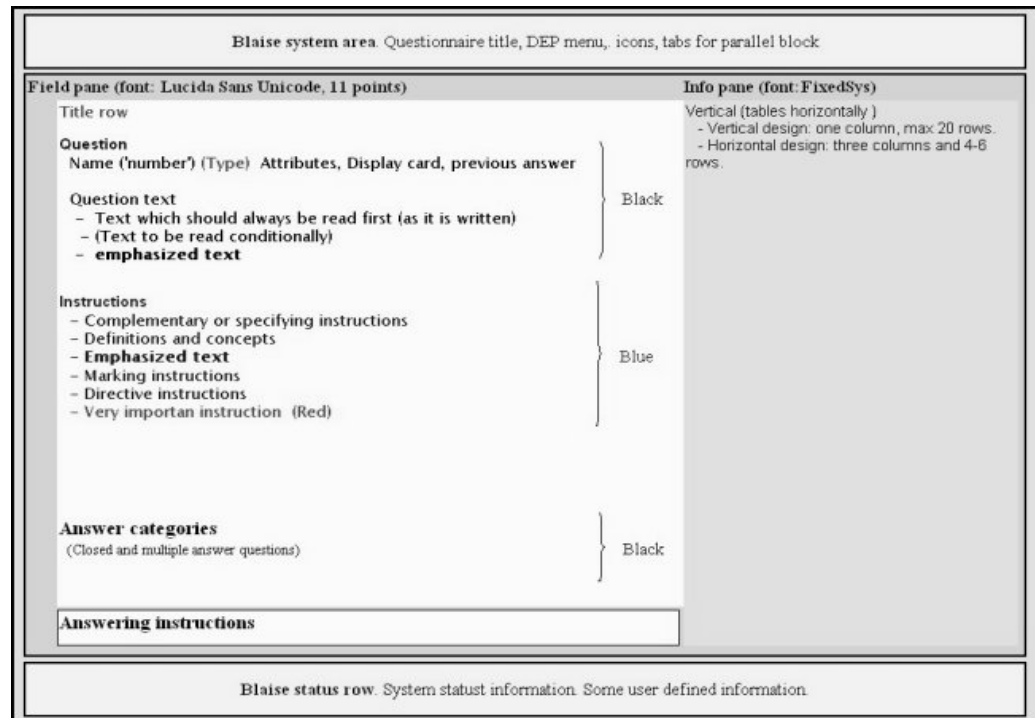 Blaise system area. Questionnaire title, DEP menu,. icons, tabs for parallel block
Field pane (font: Lucida Sans Unicode, 11 points)
Title row
Question
Name ('number') (Type) Attributes, Display card, previous answer
Question text
– Text which should always be read first (as it is written)
– (Text to be read conditionally)
– emphasized text
Black
Instructions
– Complementary or specifying instructions
– Definitions and concepts
– Emphasized text
– Marking instructions
– Directive instructions
– Very importan instruction (Red)
Blue
Answer categories
(Closed and multiple answer questions)
Black
Answering instructions
Info pane (font:FixedSys)
Vertical (tables horizontally )
- Vertical design: one column, max 20 rows.
- Horizontal design: three columns and 4-6
rows.
Blaise status row. System statust information. Some user defined information.